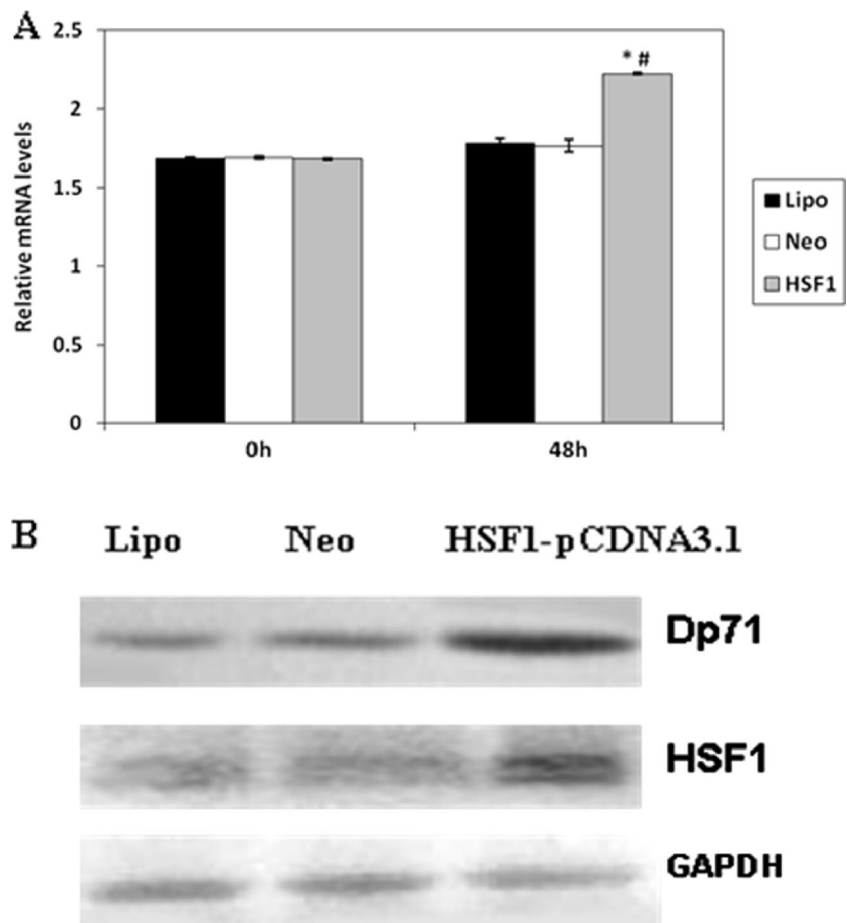 A
2.5
2
1.5
1
0.5
0
Relative mRNA levels
* #
0h 48h
Lipo
Neo
HSF1
B Lipo Neo HSF1-pCDNA3.1
Dp71
HSF1
GAPDH